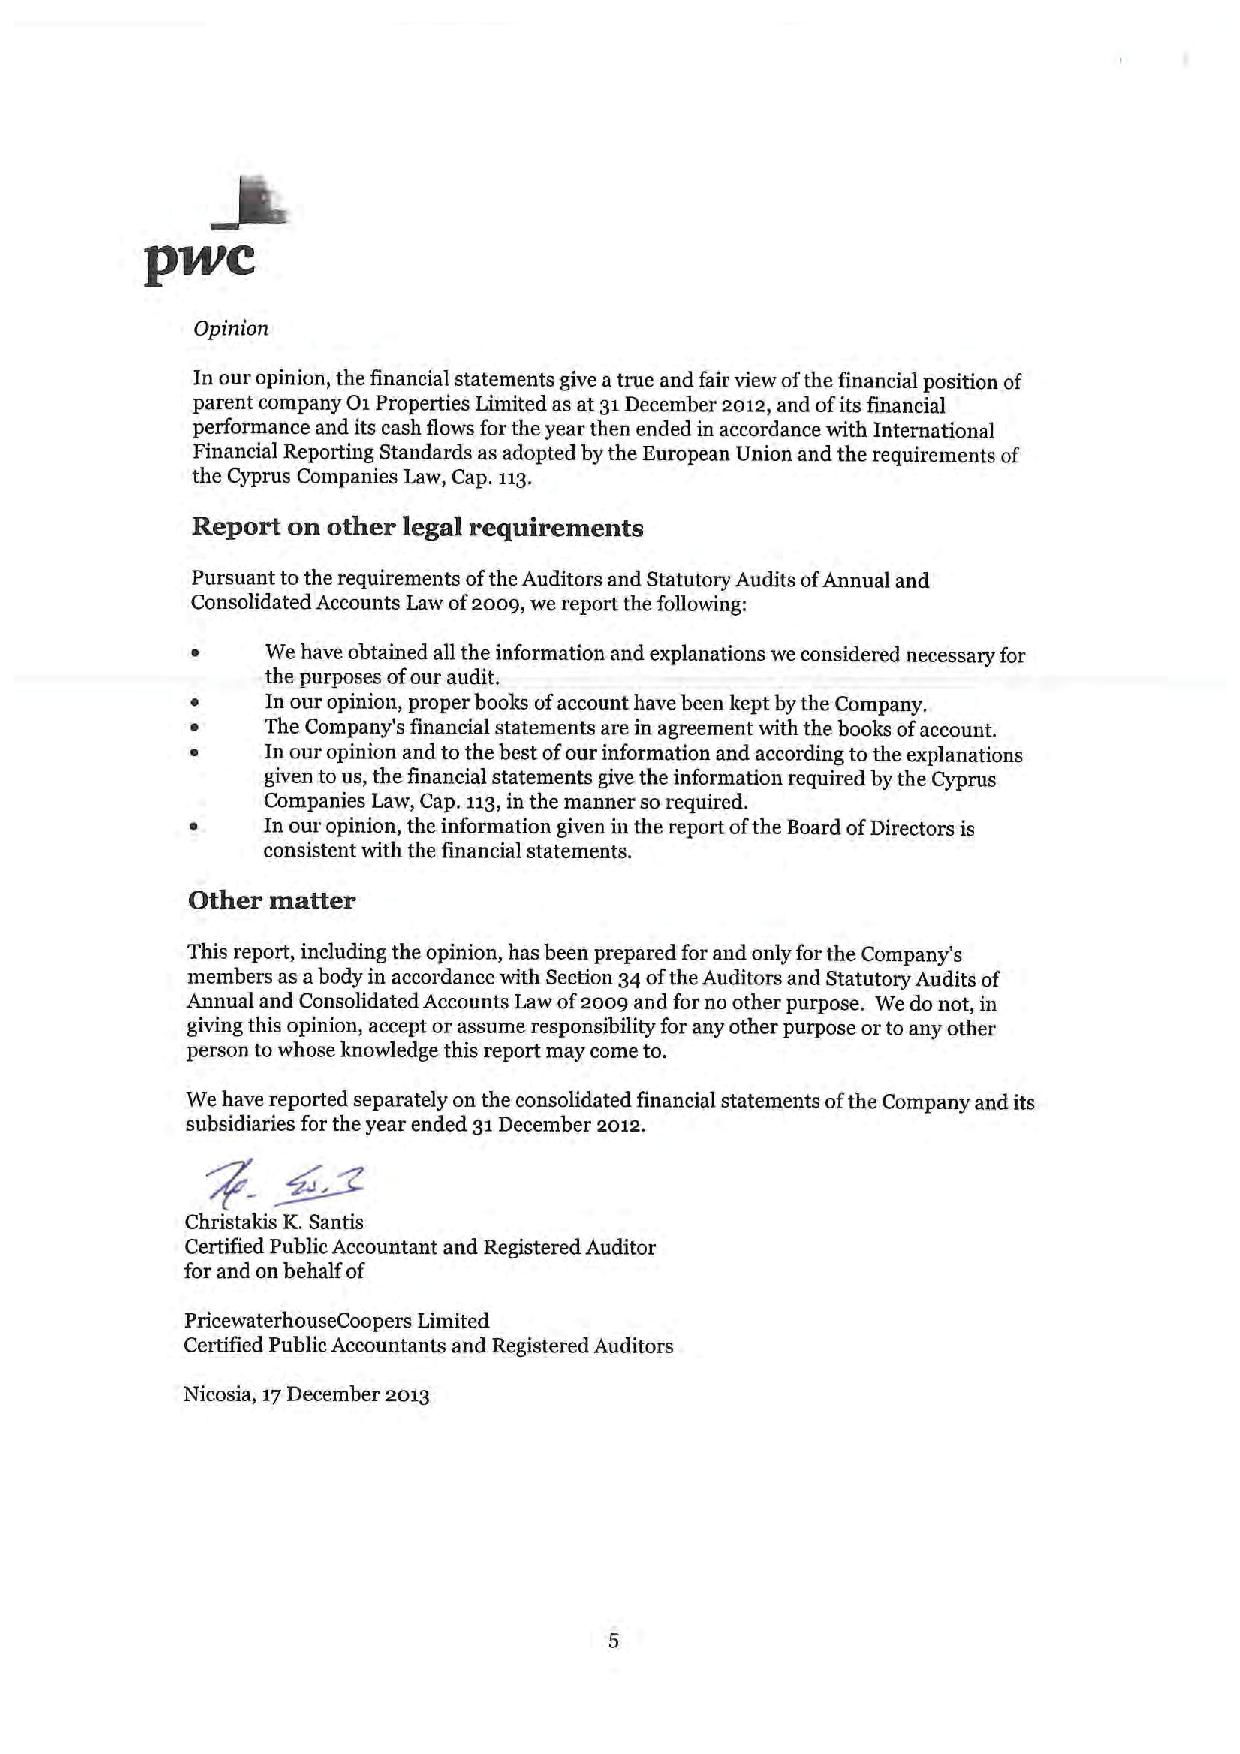 pwc
Opinion
In our opinion, the financial statements give a true and fair view of the financial position of
parent company O1 Properties Limited as at 31 December 2012, and of its financial
performance and its cash flows for the year then ended in accordance with International
Financial Reporting Standards as adopted by the European Union and the requirements of
the Cyprus Companies Law, Cap. 113.
Report on other legal requirements
Pursuant to the requirements of the Auditors and Statutory Audits of Annual and
Consolidated Accounts Law of 2009, we report the following:
• We have obtained all the information and explanations we considered necessary for
the purposes of our audit.
• In our opinion, proper books of account have been kept by the Company.
• The Company's financial statements are in agreement with the books of account.
• In our opinion and to the best of our information and according to the explanations
given to us, the financial statements give the information required by the Cyprus
Companies Law, Cap. 113, in the manner so required.
• In our opinion, the information given in the report of the Board of Directors is
consistent with the financial statements.
Other matter
This report, including the opinion, has been prepared for and only for the Company's
members as a body in accordance with Section 34 of the Auditors and Statutory Audits of
Annual and Consolidated Accounts Law of 2009 and for no other purpose. We do not, in
giving this opinion, accept or assume responsibility for any other purpose or to any other
person to whose knowledge this report may come to.
We have reported separately on the consolidated financial statements of the Company and its
subsidiaries for the year ended 31 December 2012.
Christakis K. Santis
Certified Public Accountant and Registered Auditor
for and on behalf of
PricewaterhouseCoopers Limited
Certified Public Accountants and Registered Auditors
Nicosia, 17 December 2013
5